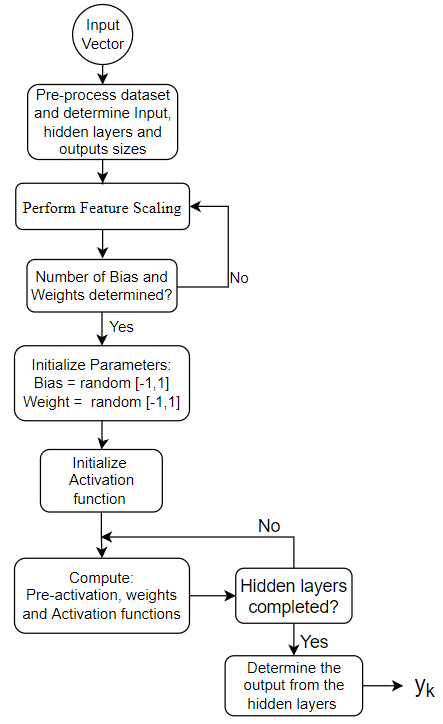 Input
Vector
Pre-process dataset
and determine Input,
hidden layers and
outputs sizes
Perform Feature Scaling
Number of Bias and
Weights determined?
No
Yes
Initialize Parameters:
Bias = random [-1,1]
Weight = random [-1,1]
Initialize
Activation
function
No
Compute:
Pre-activation, weights
and Activation functions
Hidden layers
completed?
Yes
Determine the
output from the
hidden layers
yk